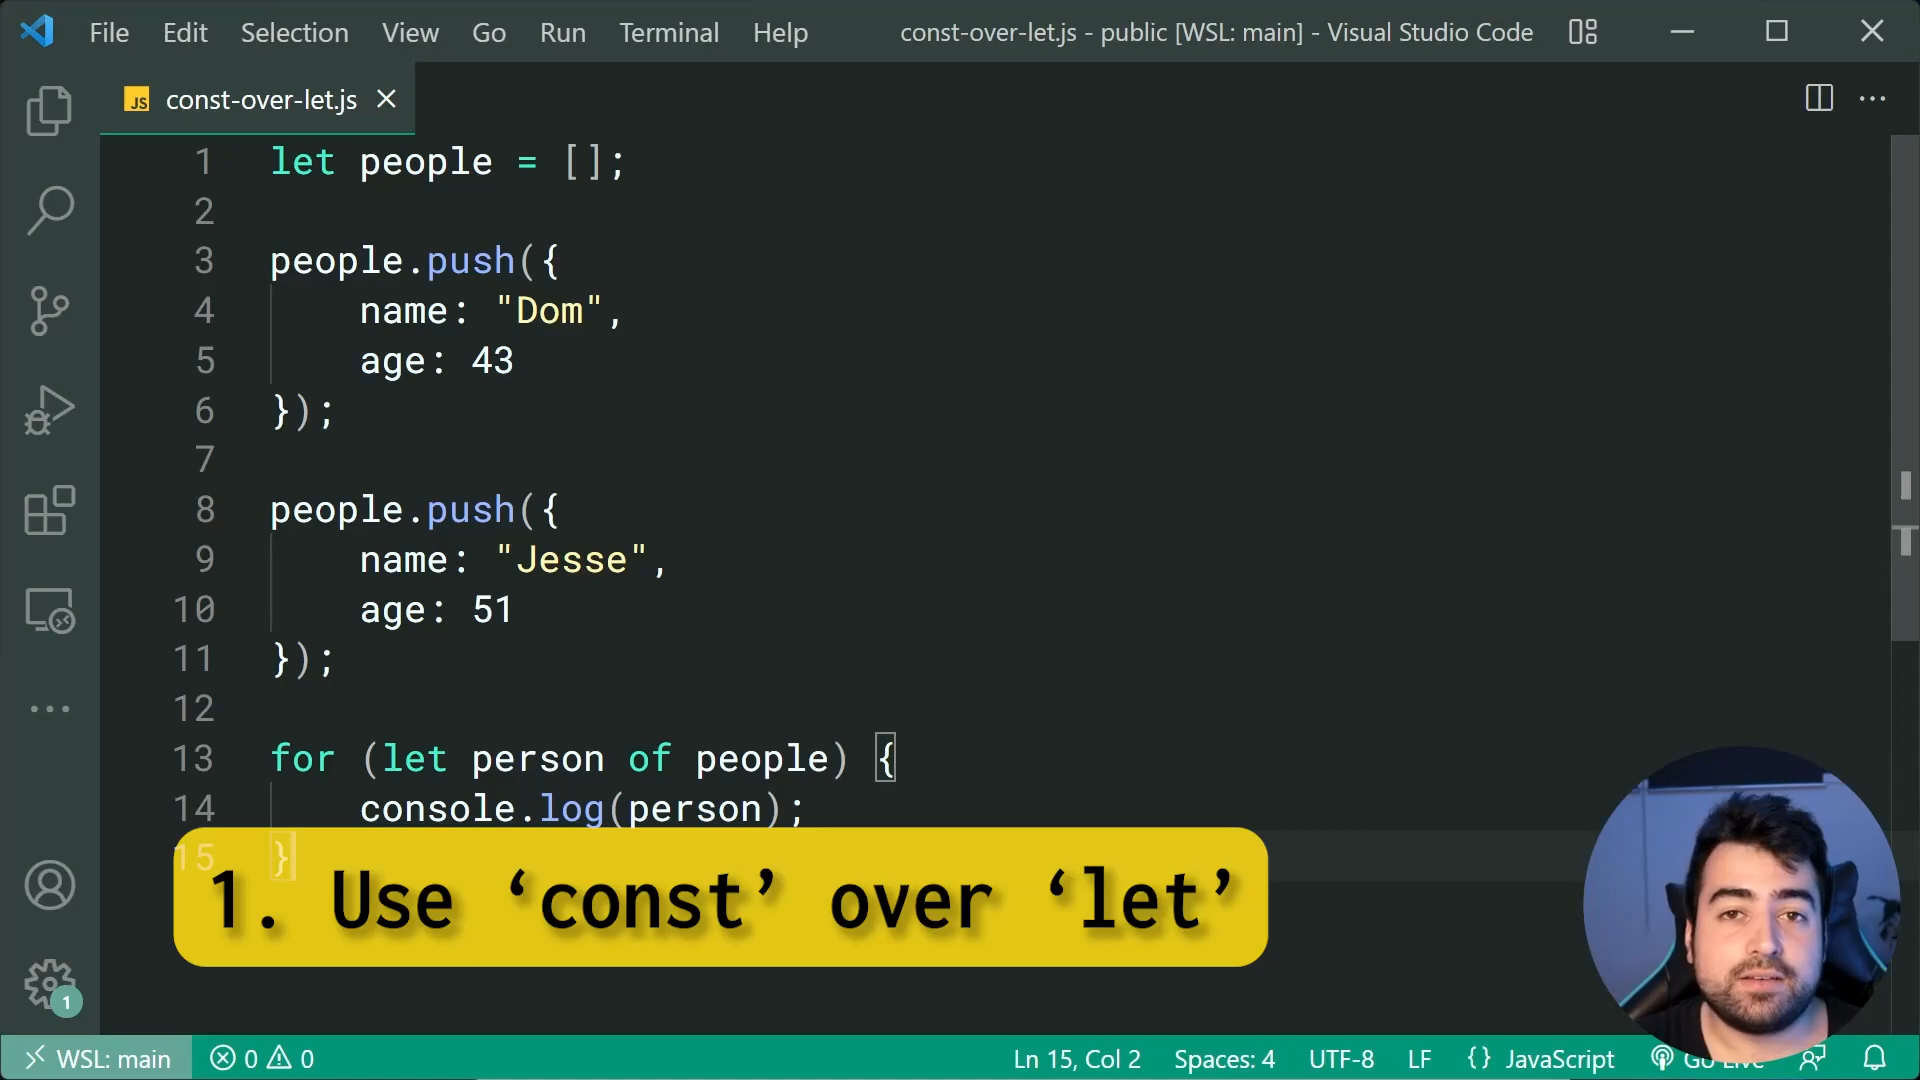 File Edit Selection View Go Run Terminal Help const-over-let.js - public [WSL: main] - Visual Studio Code
JS const-over-let.js
1 let people = [];
2
3 people.push({
4 name: "Dom",
5 age: 43
6 });
7
8 people.push({
9 name: "Jesse",
10 age: 51
11 });
12
13 for (let person of people) {
14 console.log(person);
15 }
1. Use ‘const’ over ‘let’
1
WSL: main 0 0 Ln 15, Col 2 Spaces: 4 UTF-8 LF {} JavaScript Go Live